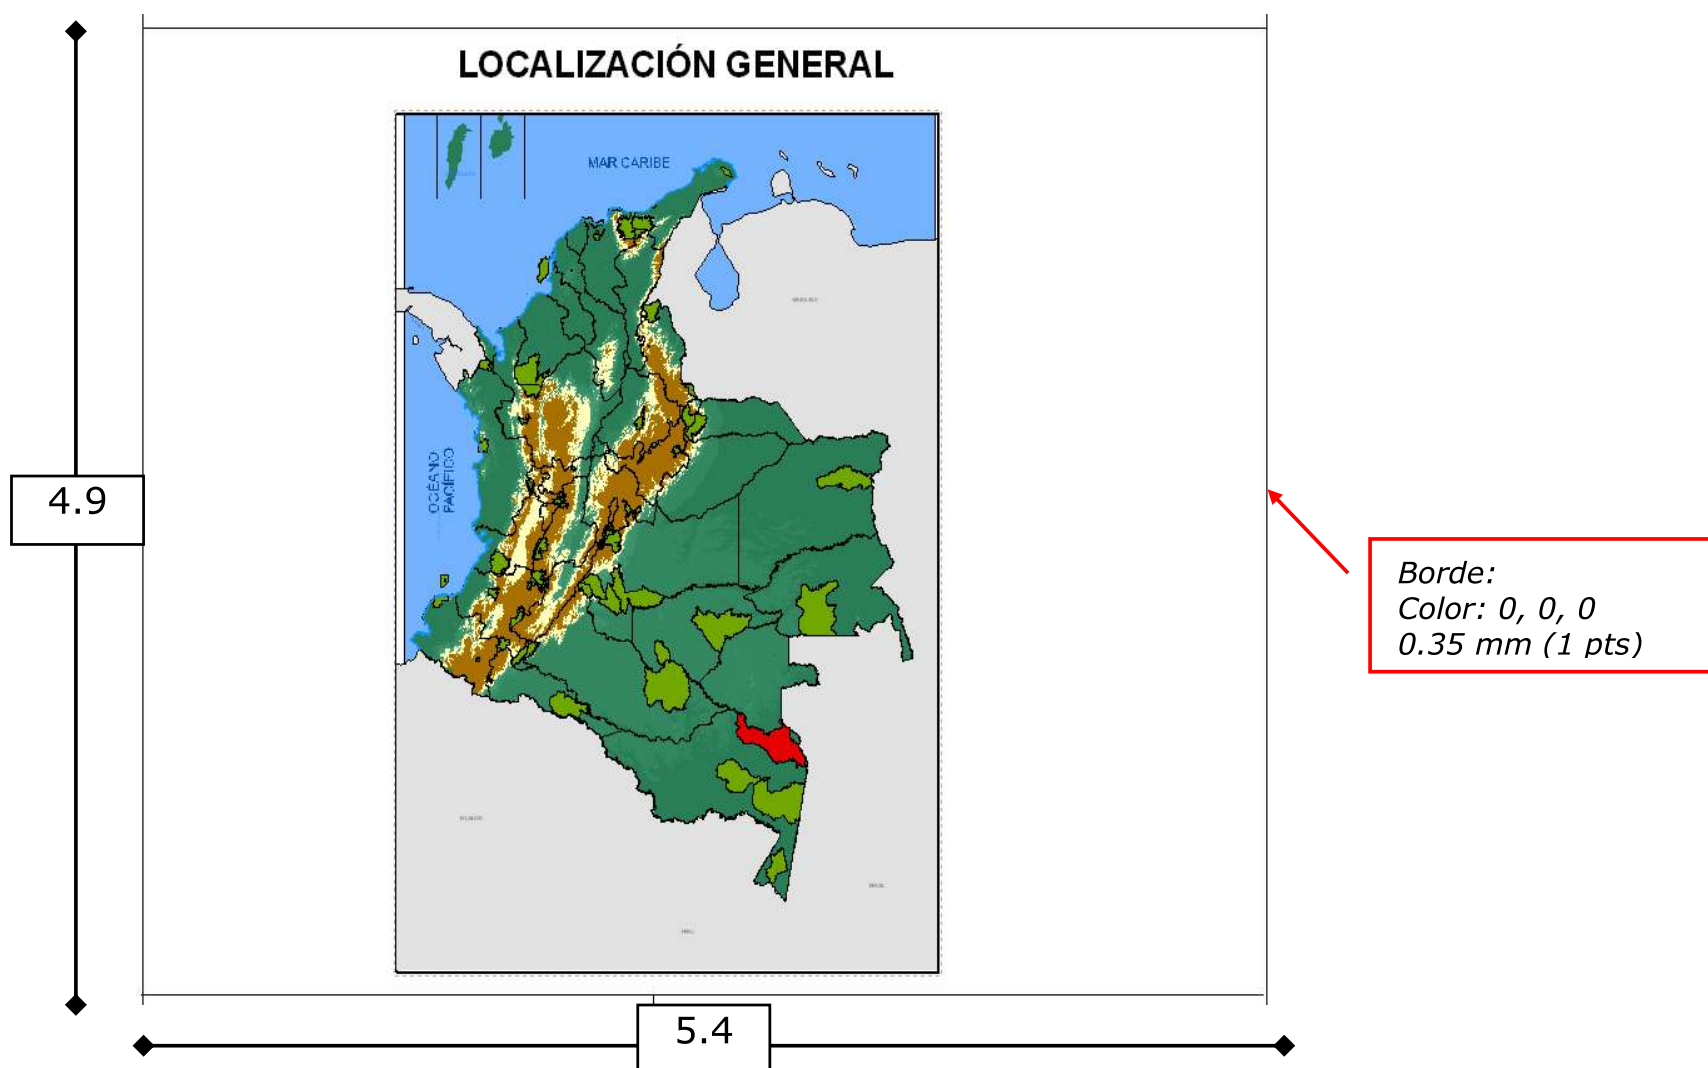 LOCALIZACIÓN GENERAL
MAR CARIBE
OCÉANO
PACÍFICO
4.9
Borde:
Color: 0, 0, 0
0.35 mm (1 pts)
5.4